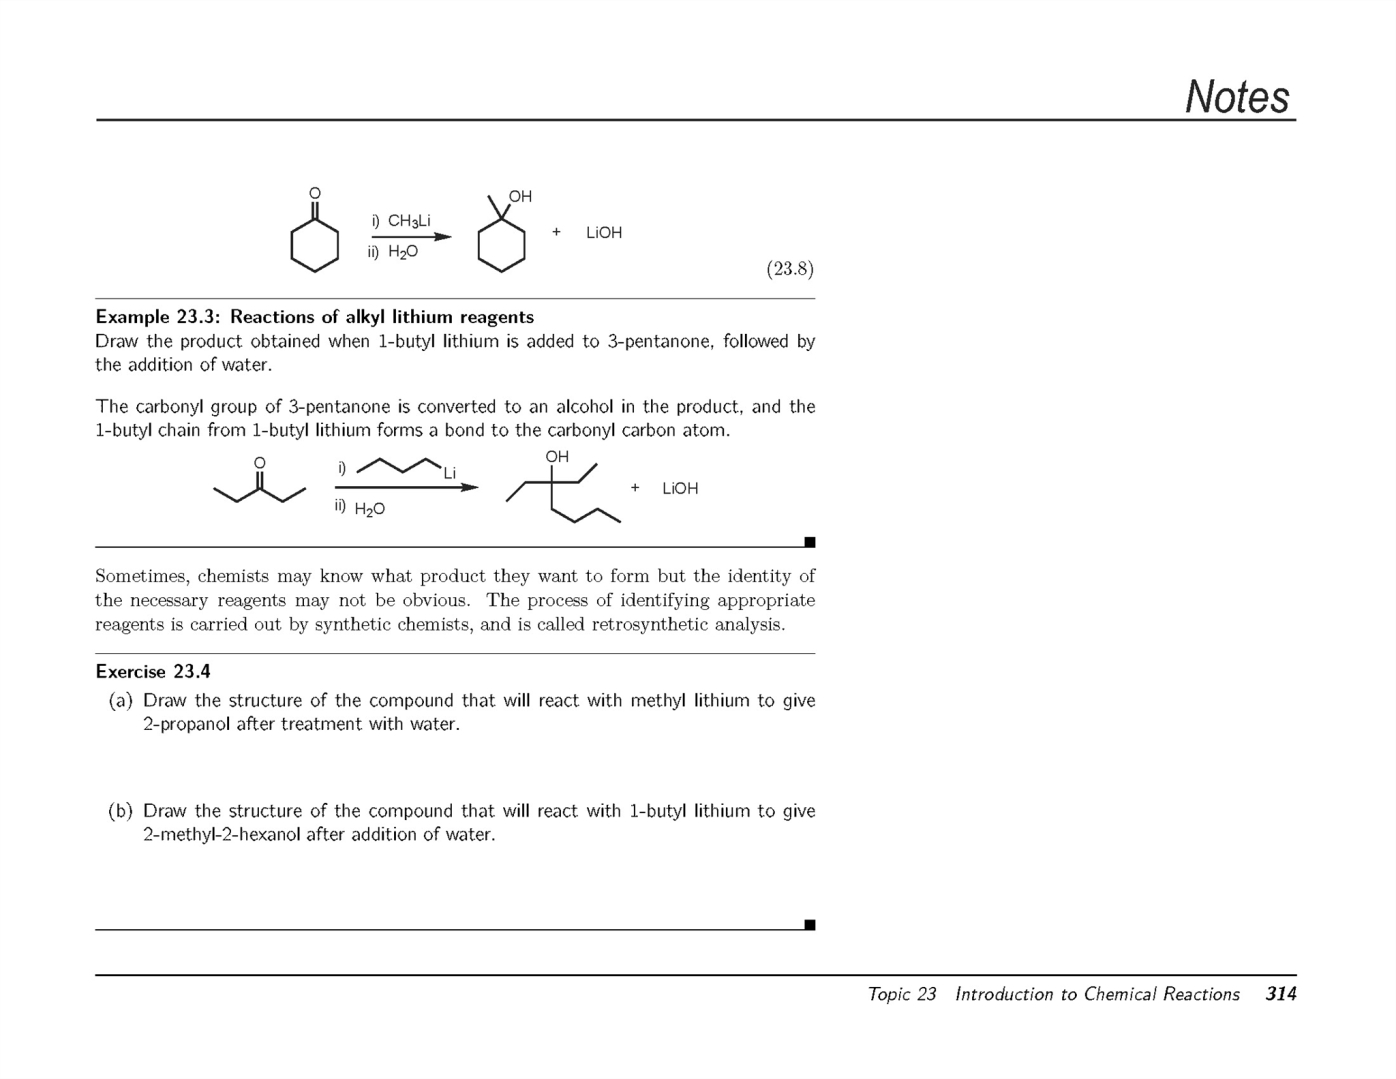 Notes
O
OH
i) CH3Li
+ LiOH
ii) H2O
(23.8)
Example 23.3: Reactions of alkyl lithium reagents
Draw the product obtained when 1-butyl lithium is added to 3-pentanone, followed by
the addition of water.
The carbonyl group of 3-pentanone is converted to an alcohol in the product, and the
1-butyl chain from 1-butyl lithium forms a bond to the carbonyl carbon atom.
O
i)
Li
OH
+ LiOH
ii) H2O
Sometimes, chemists may know what product they want to form but the identity of
the necessary reagents may not be obvious. The process of identifying appropriate
reagents is carried out by synthetic chemists, and is called retrosynthetic analysis.
Exercise 23.4
(a) Draw the structure of the compound that will react with methyl lithium to give
2-propanol after treatment with water.
(b) Draw the structure of the compound that will react with 1-butyl lithium to give
2-methyl-2-hexanol after addition of water.
Topic 23 Introduction to Chemical Reactions 314